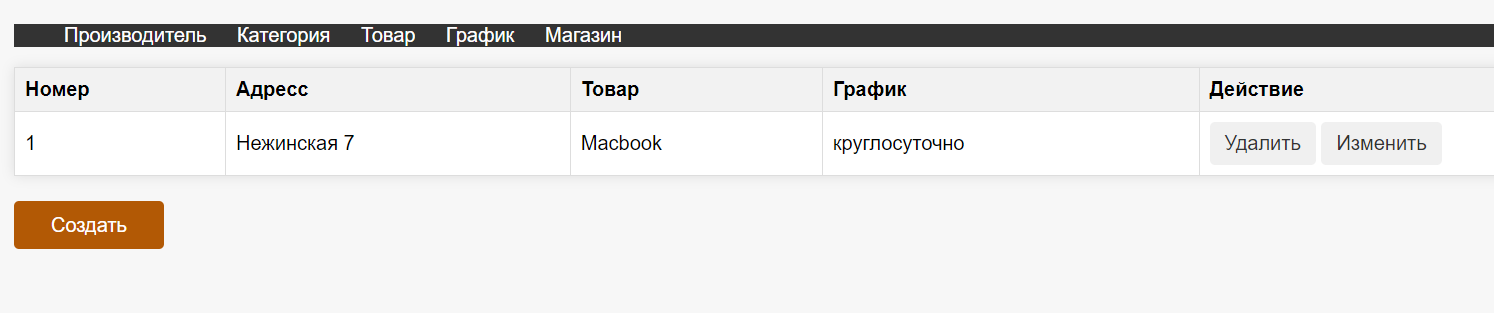 Производитель Категория Товар График Магазин
Номер Адресс Товар График Действие
1 Нежинская 7 Macbook круглосуточно Удалить Изменить
Создать